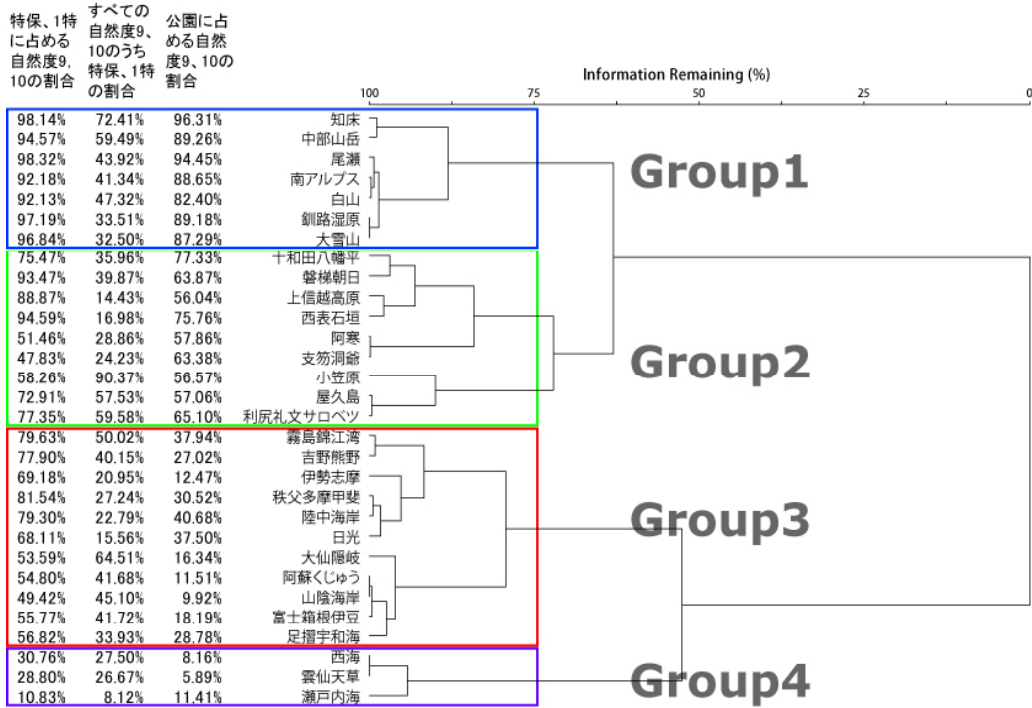 特保、1特に占める自然度9、10の割合
すべての自然度9、10のうち特保、1特の割合
公園に占める自然度9、10の割合
Information Remaining (%)
100 75 50 25 0
98.14% 72.41% 96.31% 知床
94.57% 59.49% 89.26% 中部山岳
98.32% 43.92% 94.45% 尾瀬
92.18% 41.34% 88.65% 南アルプス
92.13% 47.32% 82.40% 白山
97.19% 33.51% 89.18% 釧路湿原
96.84% 32.50% 87.29% 大雪山
Group1
75.47% 35.96% 77.33% 十和田八幡平
93.47% 39.87% 63.87% 磐梯朝日
88.87% 14.43% 56.04% 上信越高原
94.59% 16.98% 75.76% 西表石垣
51.46% 28.86% 57.86% 阿寒
47.83% 24.23% 63.38% 支笏洞爺
58.26% 90.37% 56.57% 小笠原
72.91% 57.53% 57.06% 屋久島
77.35% 59.58% 65.10% 利尻礼文サロベツ
Group2
79.63% 50.02% 37.94% 霧島錦江湾
77.90% 40.15% 27.02% 吉野熊野
69.18% 20.95% 12.47% 伊勢志摩
81.54% 27.24% 30.52% 秩父多摩甲斐
79.30% 22.79% 40.68% 陸中海岸
68.11% 15.56% 37.50% 日光
53.59% 64.51% 16.34% 大仙隠岐
54.80% 41.68% 11.51% 阿蘇くじゅう
49.42% 45.10% 9.92% 山陰海岸
55.77% 41.72% 18.19% 富士箱根伊豆
56.82% 33.93% 28.78% 足摺宇和海
Group3
30.76% 27.50% 8.16% 西海
28.80% 26.67% 5.89% 雲仙天草
10.83% 8.12% 11.41% 瀬戸内海
Group4